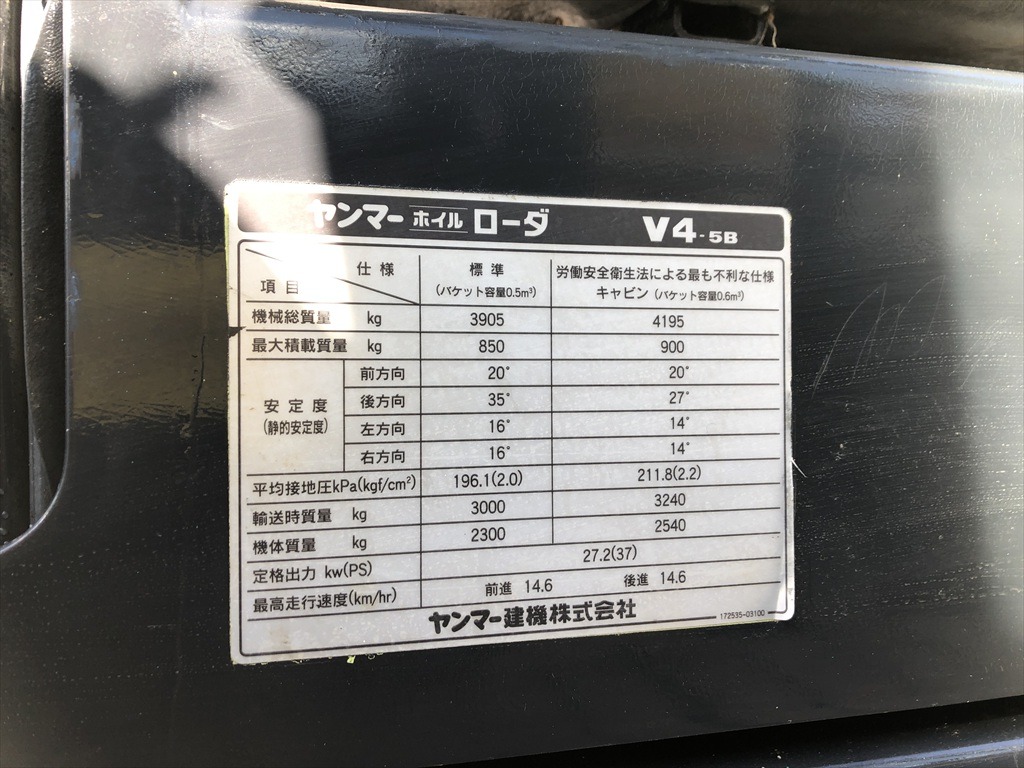 ヤンマー ホイル ローダ V4-5B
仕様 標準 労働安全衛生法による最も不利な仕様
項目 (バケット容量0.5m³) キャビン (バケット容量0.6m³)
機械総質量 kg 3905 4195
最大積載質量 kg 850 900
安定度 (静的安定度) 前方向 20° 20°
後方向 35° 27°
左方向 16° 14°
右方向 16° 14°
平均接地圧kPa(kgf/cm²) 196.1(2.0) 211.8(2.2)
輸送時質量 kg 3000 3240
機体質量 kg 2300 2540
定格出力 kw(PS) 27.2(37)
最高走行速度(km/hr) 前進 14.6 後進 14.6
ヤンマー建機株式会社 172535-03100